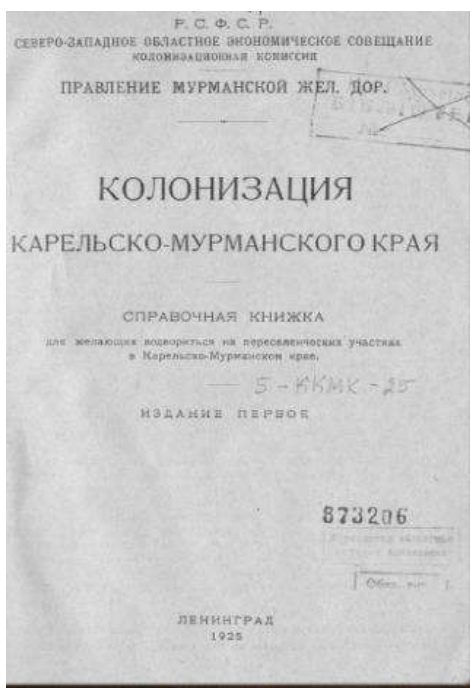 Р. С. Ф. С. Р.
СЕВЕРО-ЗАПАДНОЕ ОБЛАСТНОЕ ЭКОНОМИЧЕСКОЕ СОВЕЩАНИЕ
КОЛОНИЗАЦИОННАЯ КОМИССИЯ
ПРАВЛЕНИЕ МУРМАНСКОЙ ЖЕЛ. ДОР.
№
КОЛОНИЗАЦИЯ
КАРЕЛЬСКО-МУРМАНСКОГО КРАЯ
СПРАВОЧНАЯ КНИЖКА
для желающих водвориться на переселенческих участках
в Карельско-Мурманском крае.
5-ККМК-25
ИЗДАНИЕ ПЕРВОЕ
873206
ЛЕНИНГРАД
1925